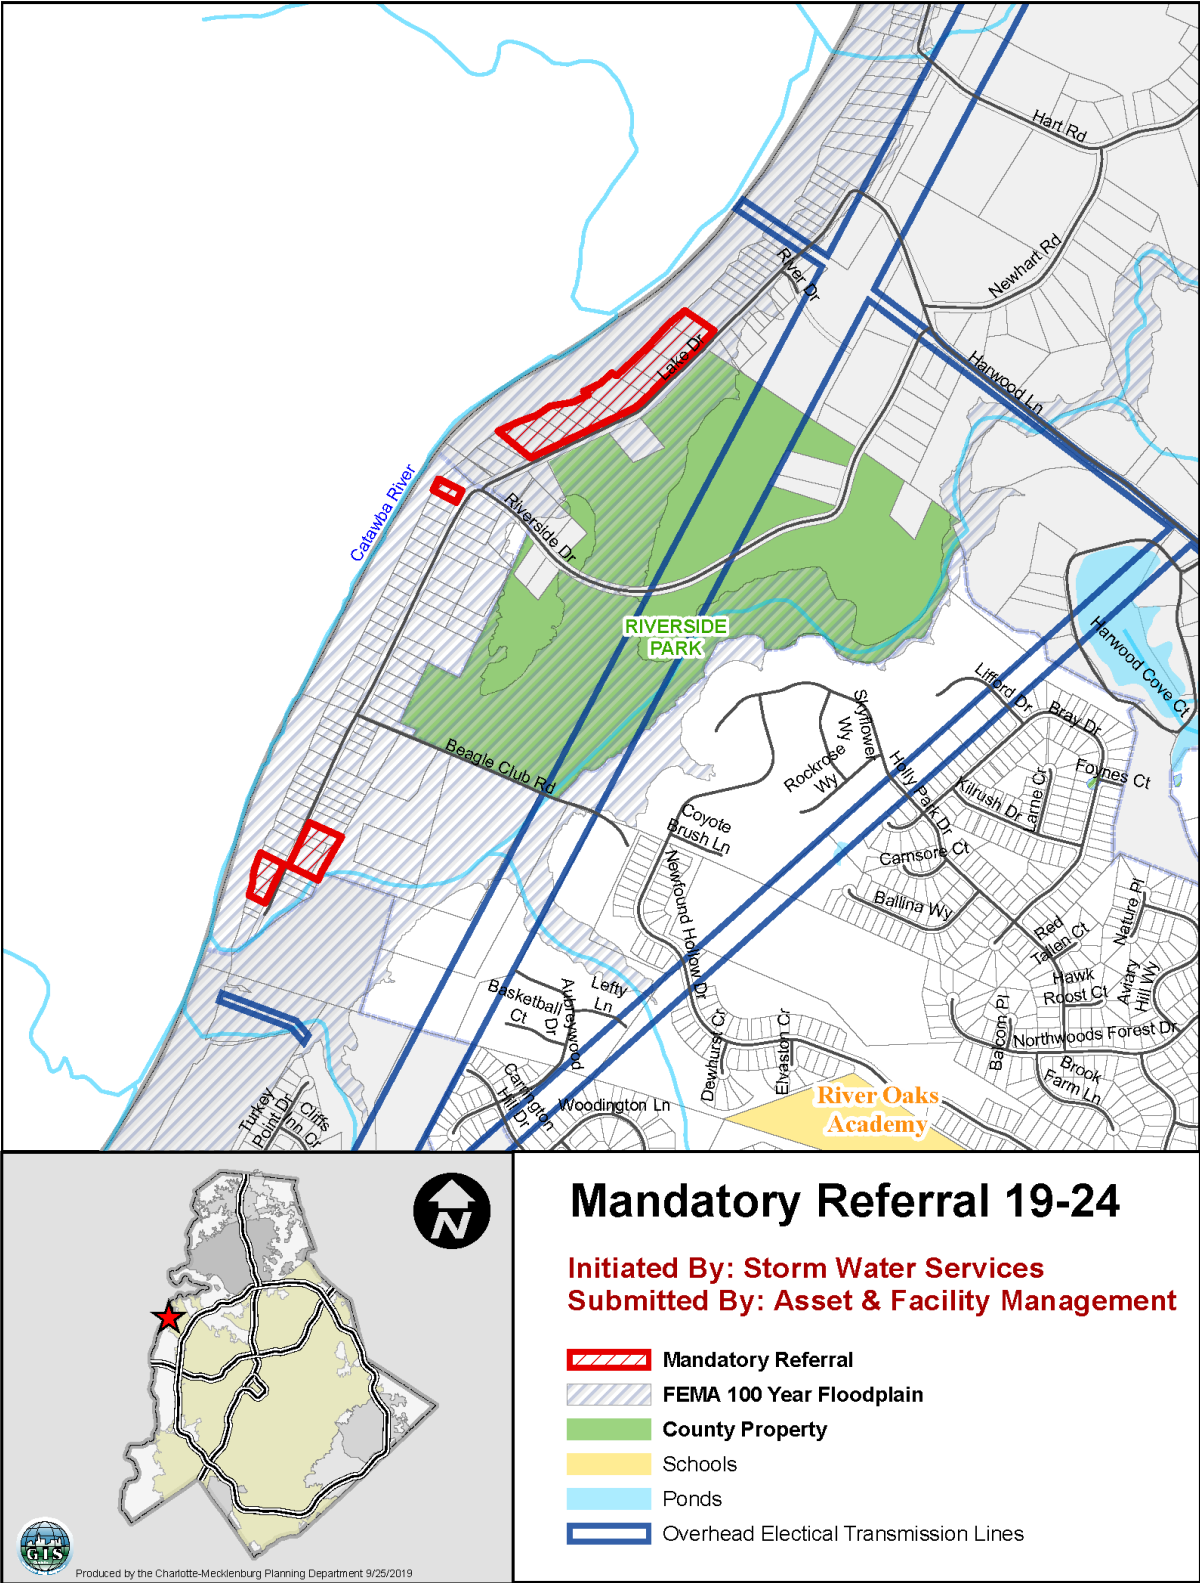 Hart Rd
Newhart Rd
River Dr
Lake Dr
Harwood Ln
Catawba River
Riverside Dr
RIVERSIDE
PARK
Harwood Cove Ct
Lifford Dr
Bray Dr
Skyflower
Wy
Rockrose
Wy
Foynes Ct
Beagle Club Rd
Holly Park Dr
Kilrush Dr
Larne Cr
Coyote
Brush Ln
Carnsore Ct
Ballina Wy
Newfound Hollow Dr
Nature Pl
Red
Tallen Ct
Hawk
Roost Ct
Aviary
Hill Wy
Basketball
Ct
Aubreywood
Dr
Lefty
Ln
Balcom Pl
Northwoods Forest Dr
Dewhurst Cr
Elvaston Cr
Brook
Farm Ln
Carrington
Hill Dr
Woodington Ln
River Oaks
Academy
Turkey
Point Dr
Cliffs
Inn Cr
N
Mandatory Referral 19-24
Initiated By: Storm Water Services
Submitted By: Asset & Facility Management
Mandatory Referral
FEMA 100 Year Floodplain
County Property
Schools
Ponds
Overhead Electical Transmission Lines
GIS
Produced by the Charlotte-Mecklenburg Planning Department 9/25/2019